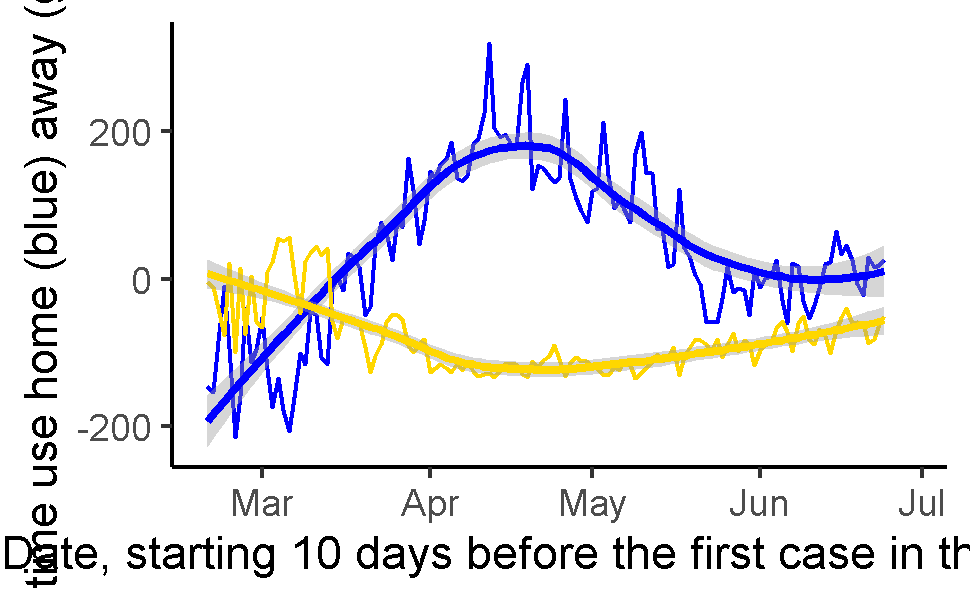 time use home (blue) away (
200
0
-200
Mar Apr May Jun Jul
Date, starting 10 days before the first case in th